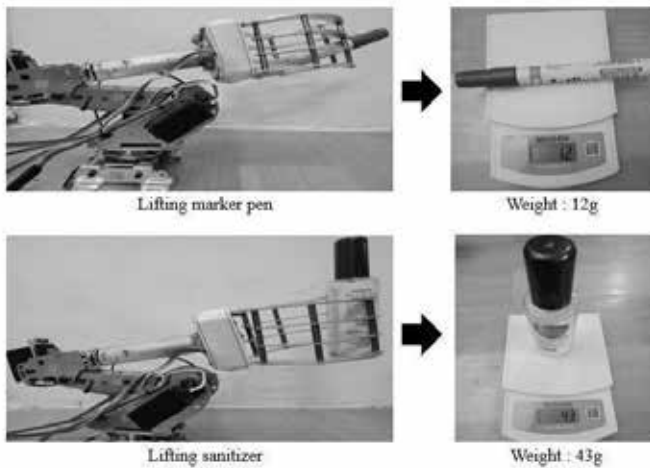 Lifting marker pen
Weight : 12g
Lifting sanitizer
Weight : 43g